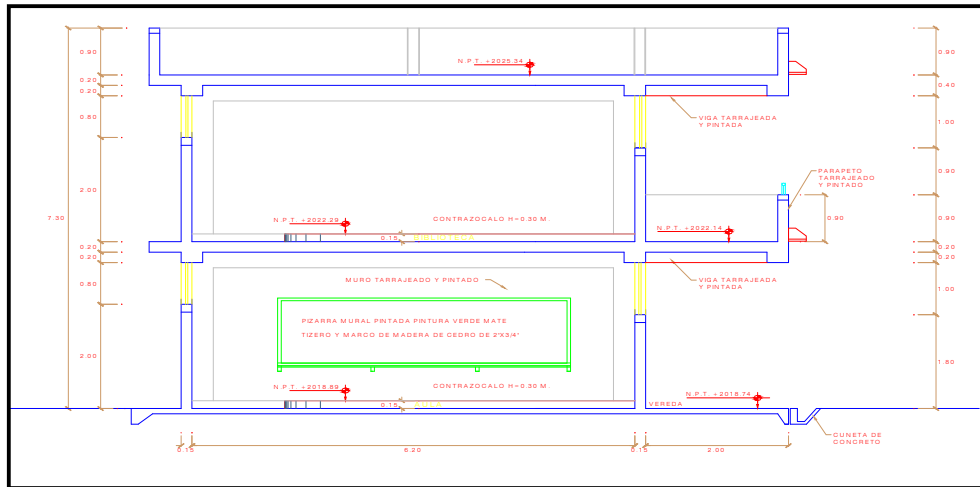 0.90
0.20
0.20
0.80
2.00
7.30
0.20
0.20
0.80
2.00
N.P.T. +2025.34
VIGA TARRAJEADA
Y PINTADA
PARAPETO
TARRAJEADO
Y PINTADO
0.90
N.P.T. +2022.29
CONTRAZOCALO H=0.30 M.
0.15
BIBLIOTECA
N.P.T. +2022.14
MURO TARRAJEADO Y PINTADO
VIGA TARRAJEADA
Y PINTADA
PIZARRA MURAL PINTADA PINTURA VERDE MATE
TIZERO Y MARCO DE MADERA DE CEDRO DE 2"X3/4"
N.P.T. +2018.89
CONTRAZOCALO H=0.30 M.
0.15
AULA
VEREDA
N.P.T. +2018.74
CUNETA DE
CONCRETO
0.90
0.40
1.00
0.90
0.90
0.20
0.20
1.00
1.80
0.15
6.20
0.15
2.00